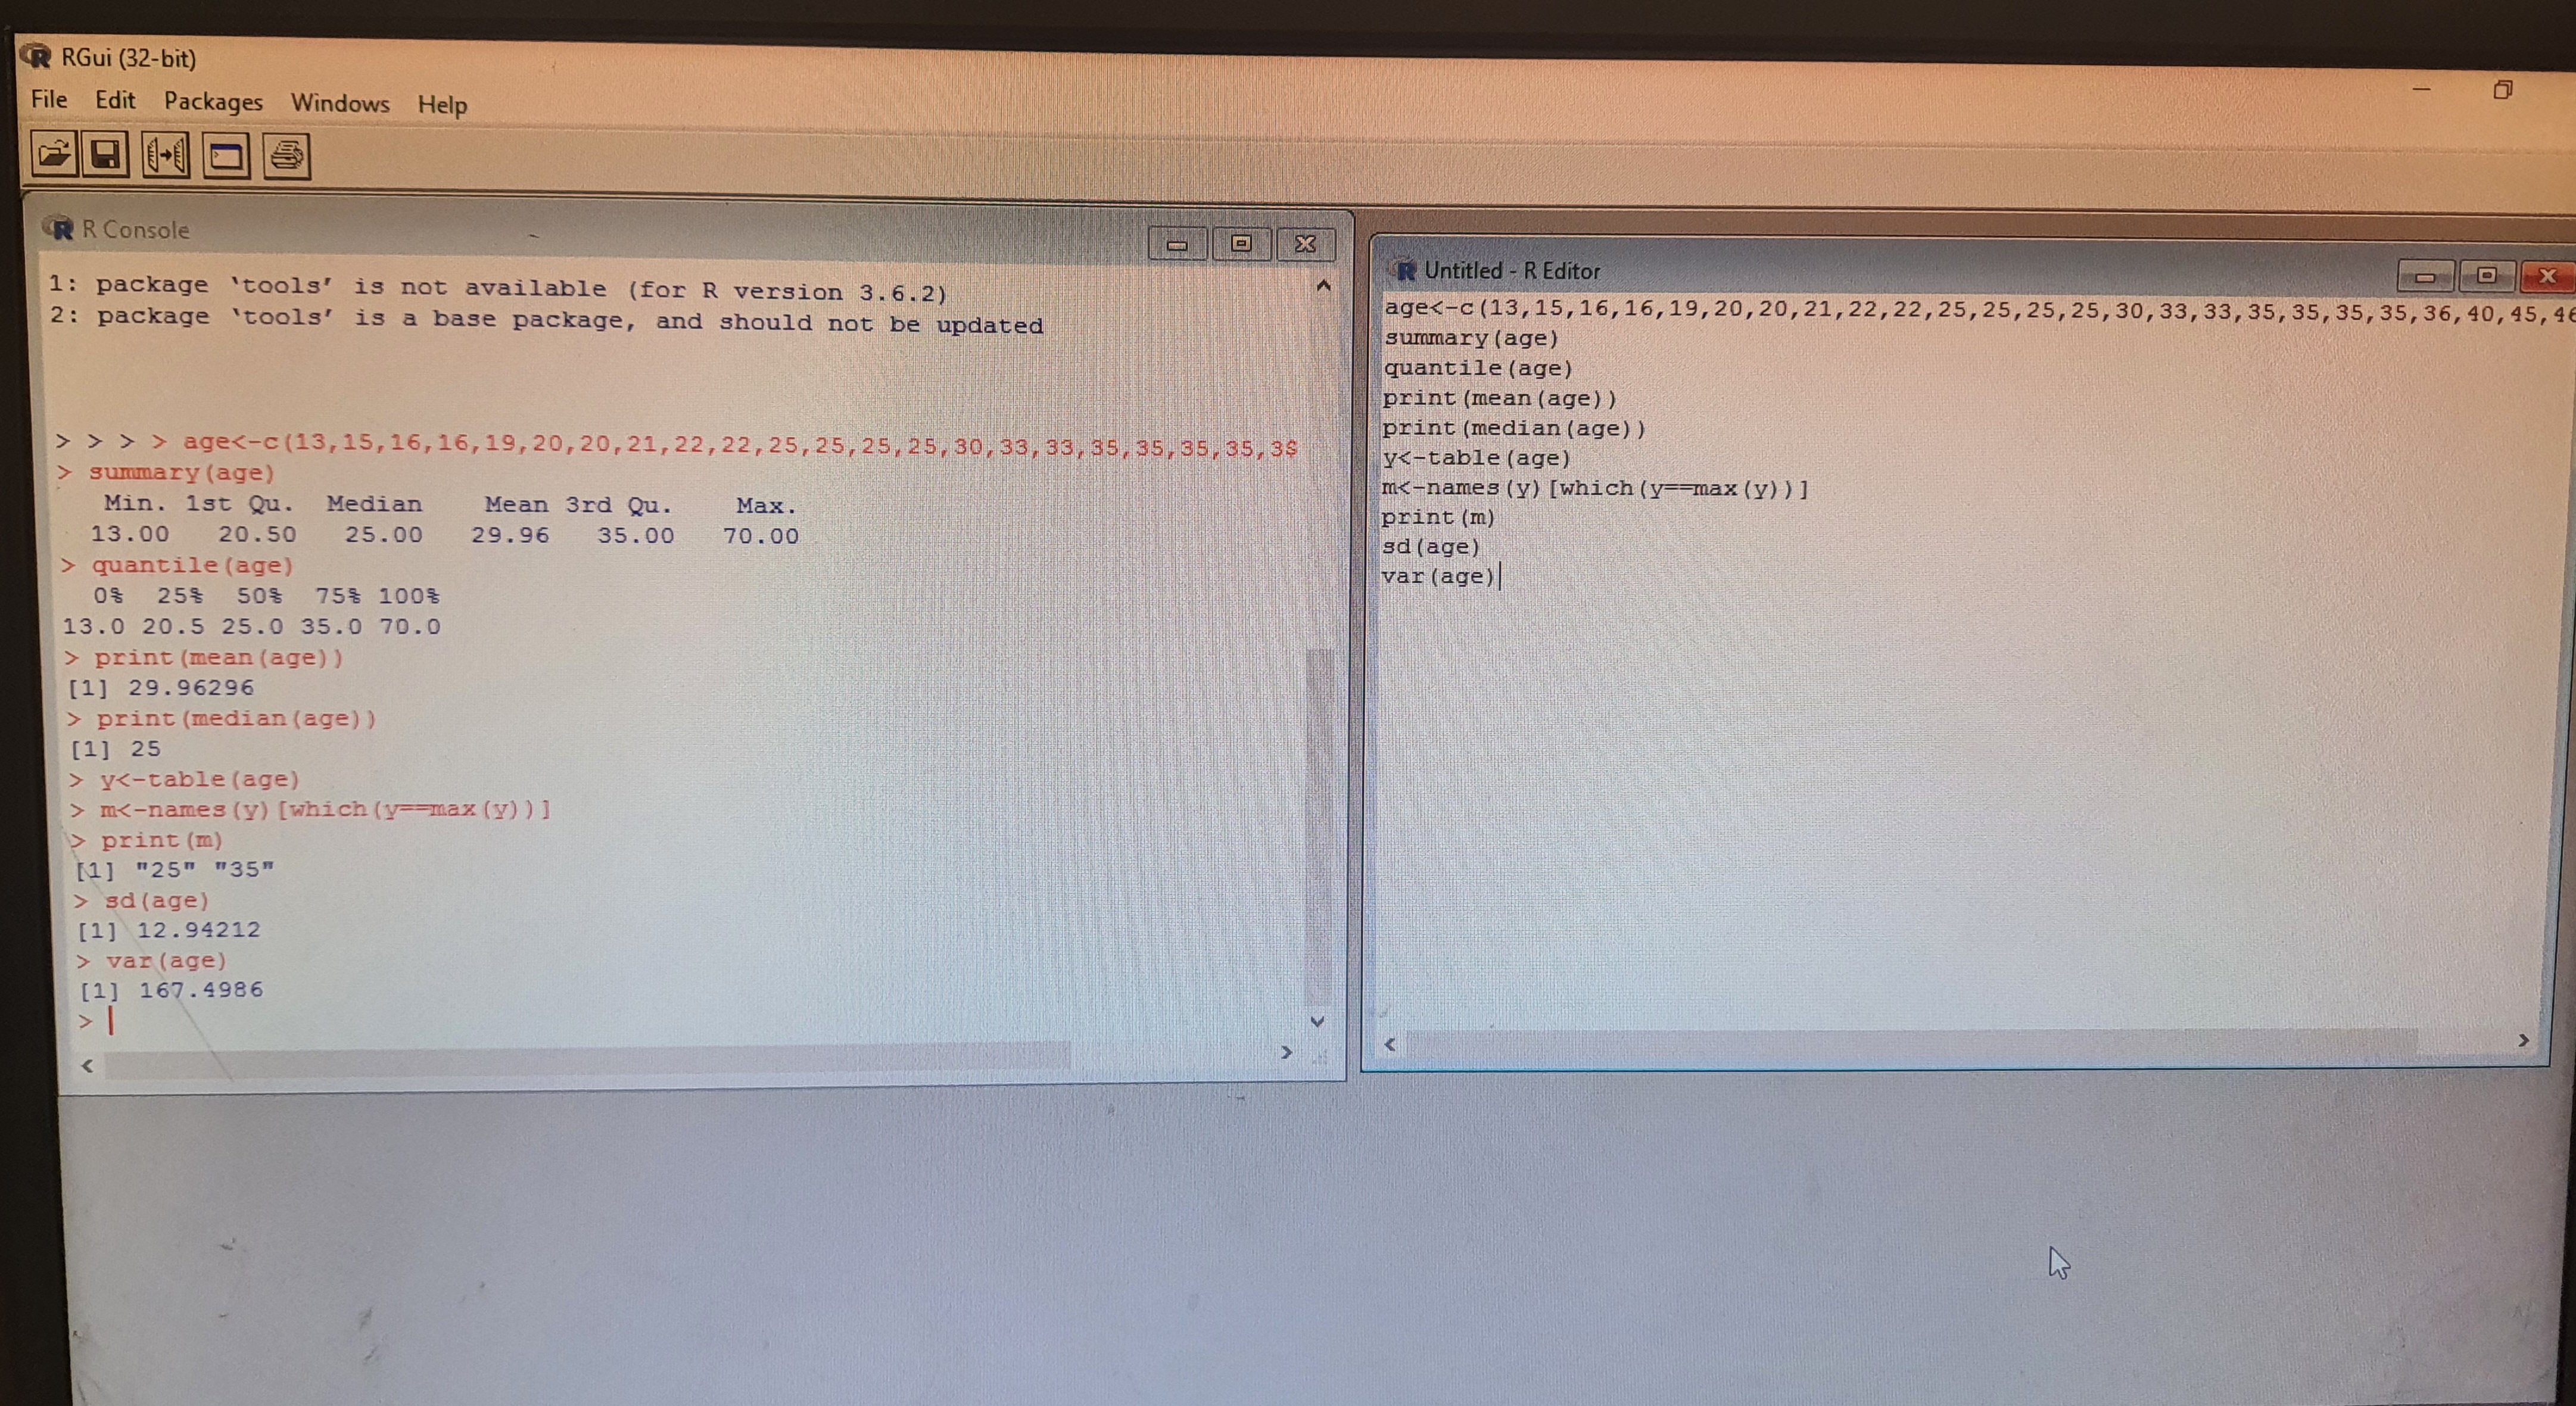 RGui (32-bit)
File Edit Packages Windows Help
R Console
1: package ‘tools’ is not available (for R version 3.6.2)
2: package ‘tools’ is a base package, and should not be updated
> > > > age<-c(13,15,16,16,19,20,20,21,22,22,25,25,25,25,30,33,33,35,35,35,35,3$
> summary(age)
Min. 1st Qu. Median Mean 3rd Qu. Max.
13.00 20.50 25.00 29.96 35.00 70.00
> quantile(age)
0% 25% 50% 75% 100%
13.0 20.5 25.0 35.0 70.0
> print(mean(age))
[1] 29.96296
> print(median(age))
[1] 25
> y<-table(age)
> m<-names(y)[which(y==max(y))]
> print(m)
[1] "25" "35"
> sd(age)
[1] 12.94212
> var(age)
[1] 167.4986
>
Untitled - R Editor
age<-c(13,15,16,16,19,20,20,21,22,22,25,25,25,25,30,33,33,35,35,35,35,36,40,45,46
summary(age)
quantile(age)
print(mean(age))
print(median(age))
y<-table(age)
m<-names(y)[which(y==max(y))]
print(m)
sd(age)
var(age)